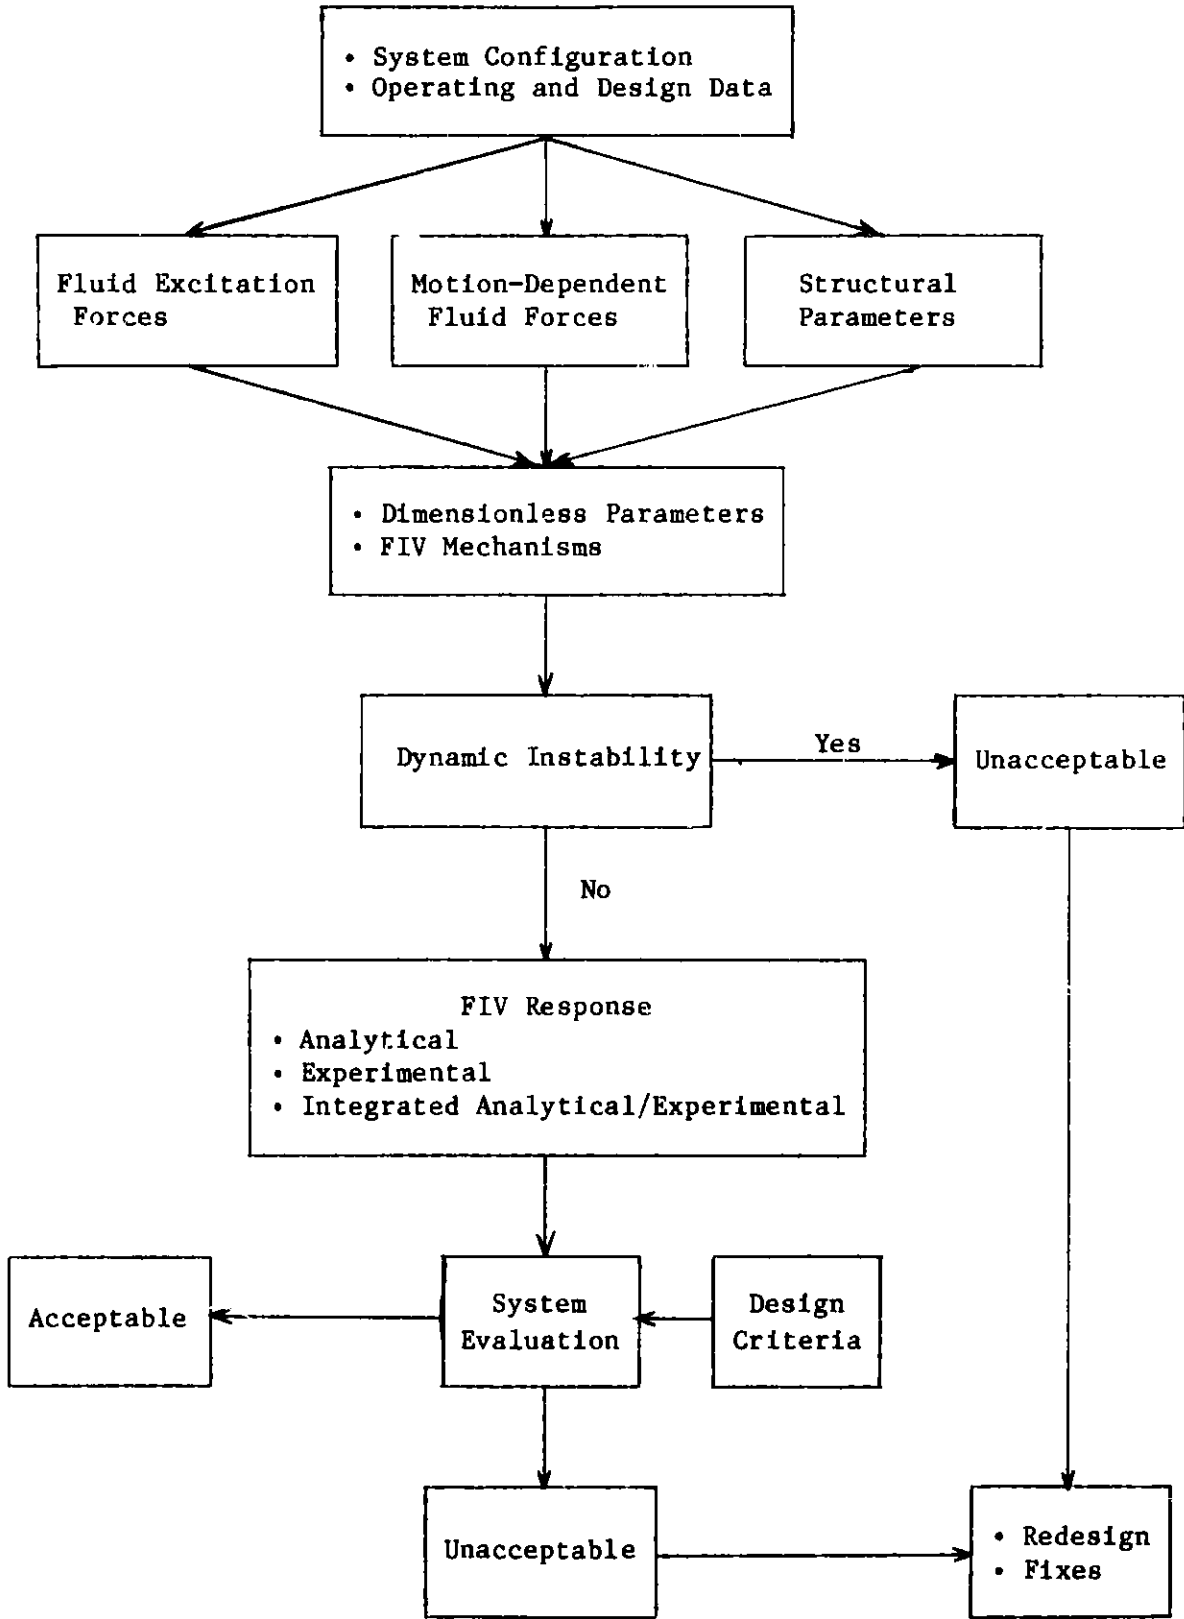 • System Configuration
• Operating and Design Data
Fluid Excitation
Forces
Motion-Dependent
Fluid Forces
Structural
Parameters
• Dimensionless Parameters
• FIV Mechanisms
Dynamic Instability
Yes
Unacceptable
No
FIV Response
• Analytical
• Experimental
• Integrated Analytical/Experimental
Acceptable
System
Evaluation
Design
Criteria
Unacceptable
• Redesign
• Fixes